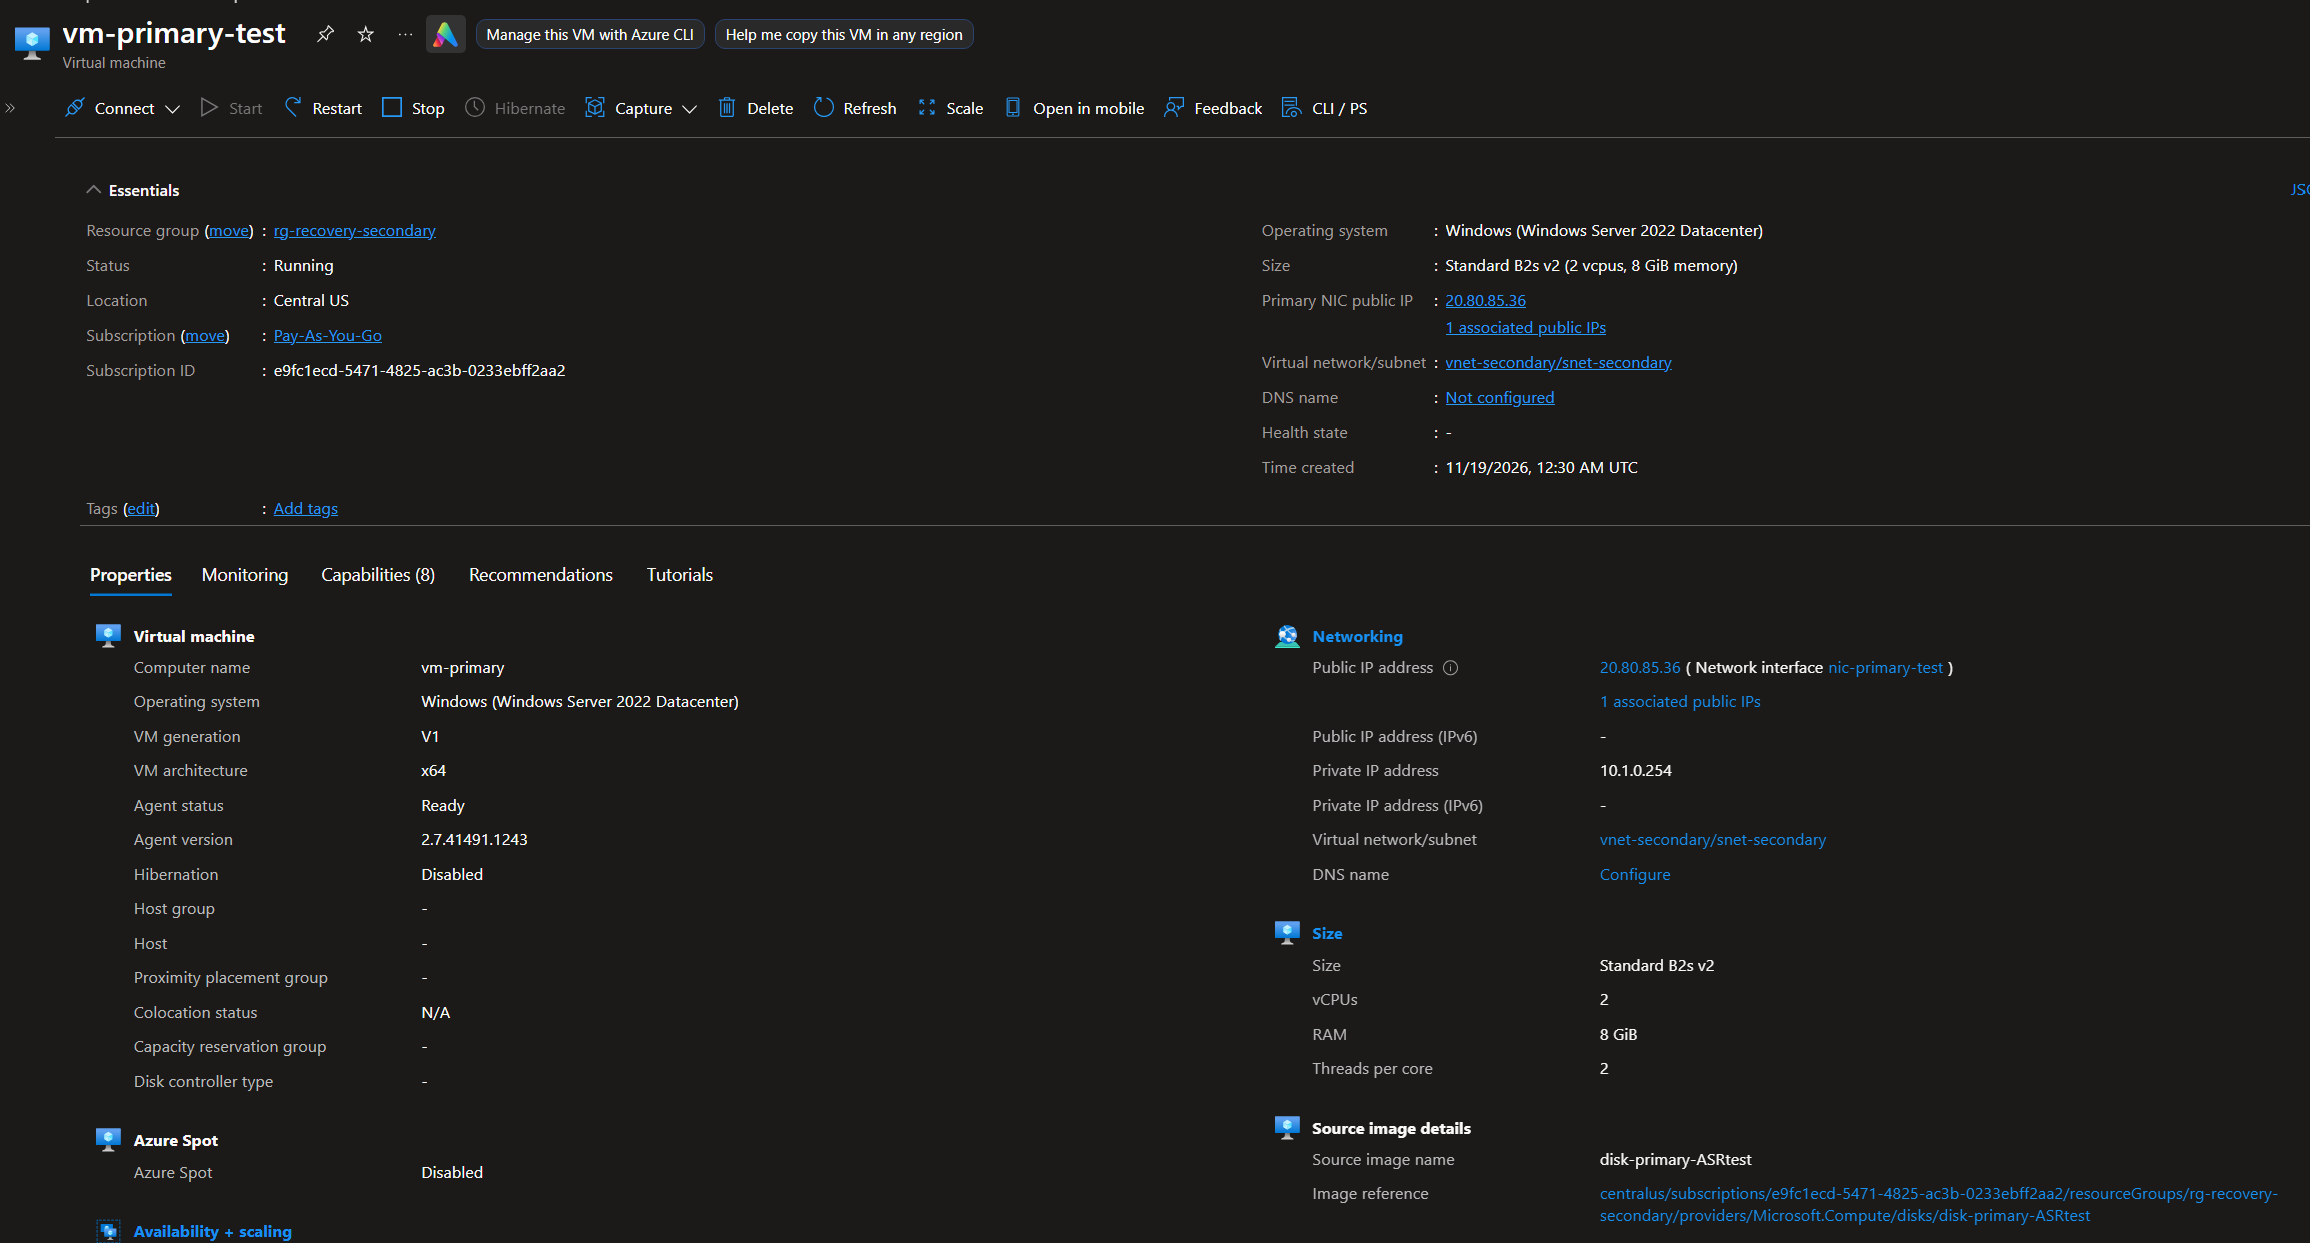 vm-primary-test
Manage this VM with Azure CLI
Help me copy this VM in any region
Virtual machine
Connect
Start
Restart
Stop
Hibernate
Capture
Delete
Refresh
Scale
Open in mobile
Feedback
CLI / PS
Essentials
Resource group (move) : rg-recovery-secondary
Status : Running
Location : Central US
Subscription (move) : Pay-As-You-Go
Subscription ID : e9fc1ecd-5471-4825-ac3b-0233ebff2aa2
Operating system : Windows (Windows Server 2022 Datacenter)
Size : Standard B2s v2 (2 vcpus, 8 GiB memory)
Primary NIC public IP : 20.80.85.36
1 associated public IPs
Virtual network/subnet : vnet-secondary/snet-secondary
DNS name : Not configured
Health state : -
Time created : 11/19/2026, 12:30 AM UTC
Tags (edit) : Add tags
Properties
Monitoring
Capabilities (8)
Recommendations
Tutorials
Virtual machine
Computer name vm-primary
Operating system Windows (Windows Server 2022 Datacenter)
VM generation V1
VM architecture x64
Agent status Ready
Agent version 2.7.41491.1243
Hibernation Disabled
Host group -
Host -
Proximity placement group -
Colocation status N/A
Capacity reservation group -
Disk controller type -
Azure Spot
Azure Spot Disabled
Availability + scaling
Networking
Public IP address 20.80.85.36 ( Network interface nic-primary-test )
1 associated public IPs
Public IP address (IPv6) -
Private IP address 10.1.0.254
Private IP address (IPv6) -
Virtual network/subnet vnet-secondary/snet-secondary
DNS name Configure
Size
Size Standard B2s v2
vCPUs 2
RAM 8 GiB
Threads per core 2
Source image details
Source image name disk-primary-ASRtest
Image reference centralus/subscriptions/e9fc1ecd-5471-4825-ac3b-0233ebff2aa2/resourceGroups/rg-recovery-
secondary/providers/Microsoft.Compute/disks/disk-primary-ASRtest